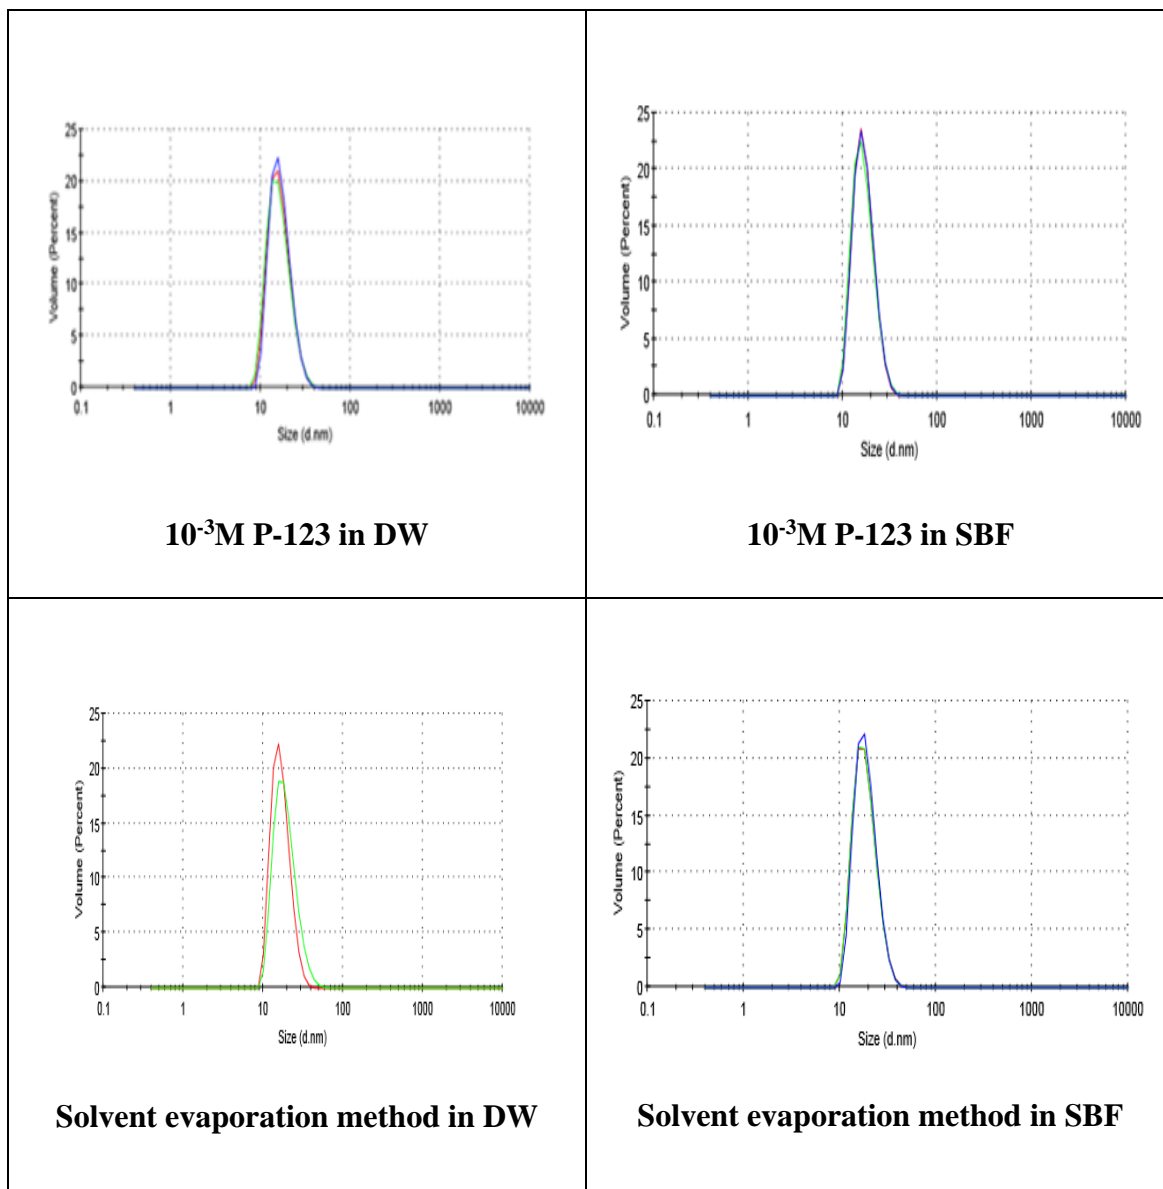 25
20
15
10
5
0
Volume (Percent)
0.1 1 10 100 1000 10000
Size (d.nm)
10⁻³M P-123 in DW
25
20
15
10
5
0
Volume (Percent)
0.1 1 10 100 1000 10000
Size (d.nm)
10⁻³M P-123 in SBF
25
20
15
10
5
0
Volume (Percent)
0.1 1 10 100 1000 10000
Size (d.nm)
Solvent evaporation method in DW
25
20
15
10
5
0
Volume (Percent)
0.1 1 10 100 1000 10000
Size (d.nm)
Solvent evaporation method in SBF